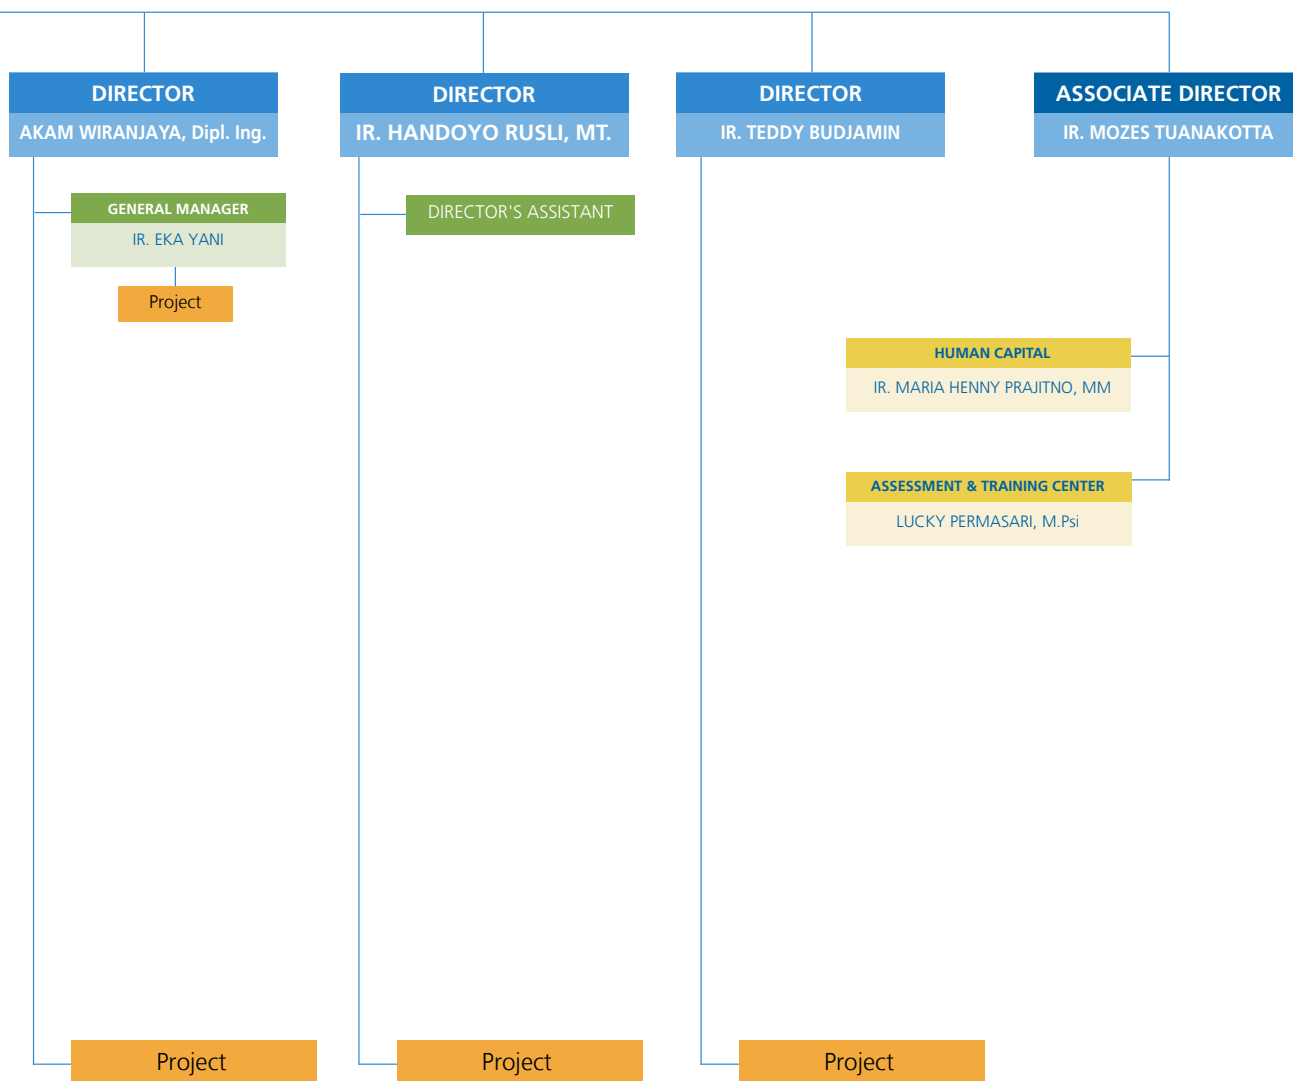 DIRECTOR
AKAM WIRANJAYA, Dipl. Ing.
GENERAL MANAGER
IR. EKA YANI
Project
Project
DIRECTOR
IR. HANDOYO RUSLI, MT.
DIRECTOR'S ASSISTANT
Project
DIRECTOR
IR. TEDDY BUDJAMIN
Project
ASSOCIATE DIRECTOR
IR. MOZES TUANAKOTTA
HUMAN CAPITAL
IR. MARIA HENNY PRAJITNO, MM
ASSESSMENT & TRAINING CENTER
LUCKY PERMASARI, M.Psi